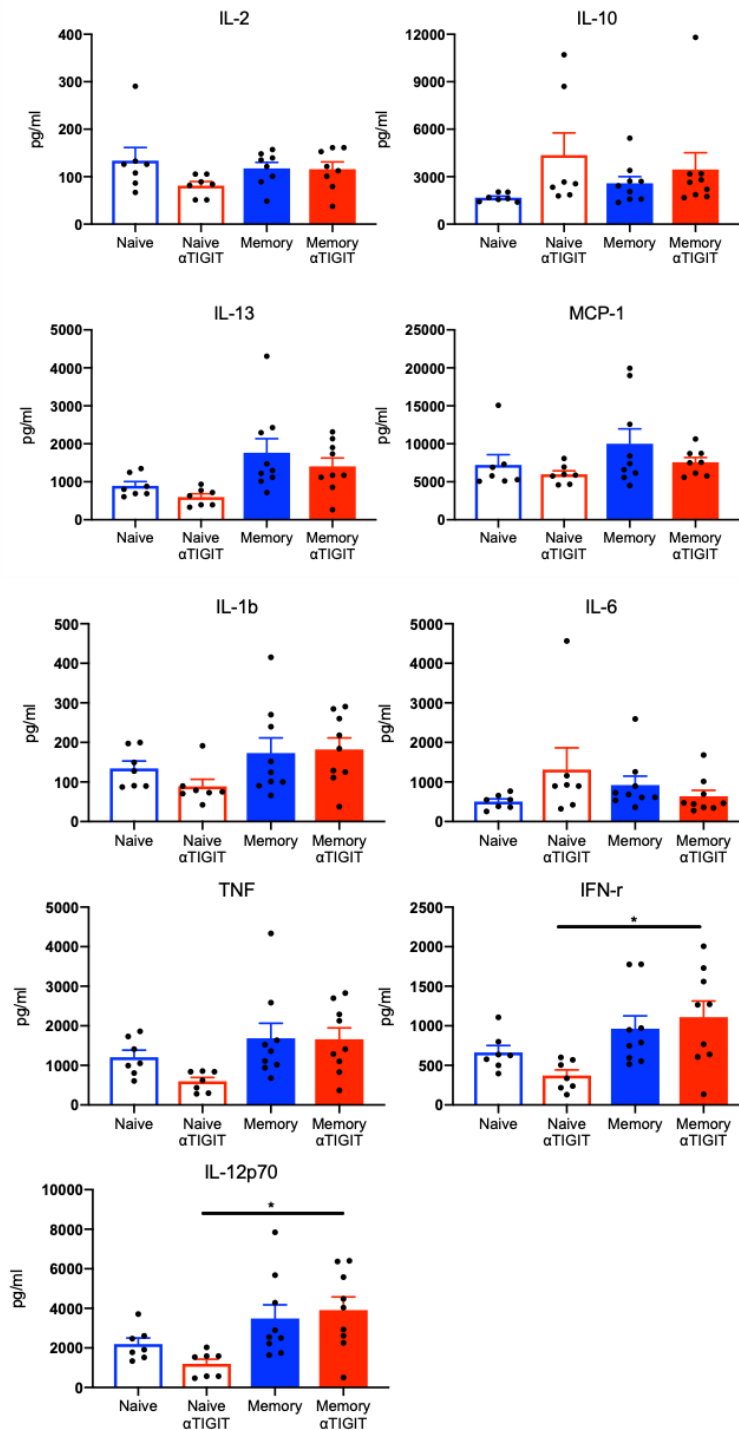 IL-2
pg/ml
400
300
200
100
0
Naive
Naive
αTIGIT
Memory
Memory
αTIGIT
IL-10
pg/ml
12000
9000
6000
3000
0
Naive
Naive
αTIGIT
Memory
Memory
αTIGIT
IL-13
pg/ml
5000
4000
3000
2000
1000
0
Naive
Naive
αTIGIT
Memory
Memory
αTIGIT
MCP-1
pg/ml
25000
20000
15000
10000
5000
0
Naive
Naive
αTIGIT
Memory
Memory
αTIGIT
IL-1b
pg/ml
500
400
300
200
100
0
Naive
Naive
αTIGIT
Memory
Memory
αTIGIT
IL-6
pg/ml
5000
4000
3000
2000
1000
0
Naive
Naive
αTIGIT
Memory
Memory
αTIGIT
TNF
pg/ml
5000
4000
3000
2000
1000
0
Naive
Naive
αTIGIT
Memory
Memory
αTIGIT
IFN-r
*
pg/ml
2500
2000
1500
1000
500
0
Naive
Naive
αTIGIT
Memory
Memory
αTIGIT
IL-12p70
*
pg/ml
10000
8000
6000
4000
2000
0
Naive
Naive
αTIGIT
Memory
Memory
αTIGIT